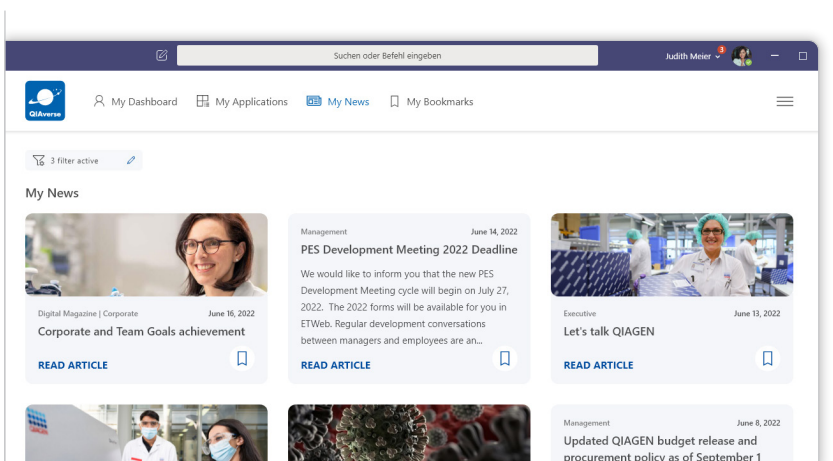 Suchen oder Befehl eingeben
Judith Meier
3
QIAverse
My Dashboard
My Applications
My News
My Bookmarks
3 filter active
My News
Digital Magazine | Corporate
June 16, 2022
Corporate and Team Goals achievement
READ ARTICLE
Management
June 14, 2022
PES Development Meeting 2022 Deadline
We would like to inform you that the new PES
Development Meeting cycle will begin on July 27,
2022. The 2022 forms will be available for you in
ETWeb. Regular development conversations
between managers and employees are an...
READ ARTICLE
Executive
June 13, 2022
Let's talk QIAGEN
READ ARTICLE
QIAGEN
Management
June 8, 2022
Updated QIAGEN budget release and
procurement policy as of September 1